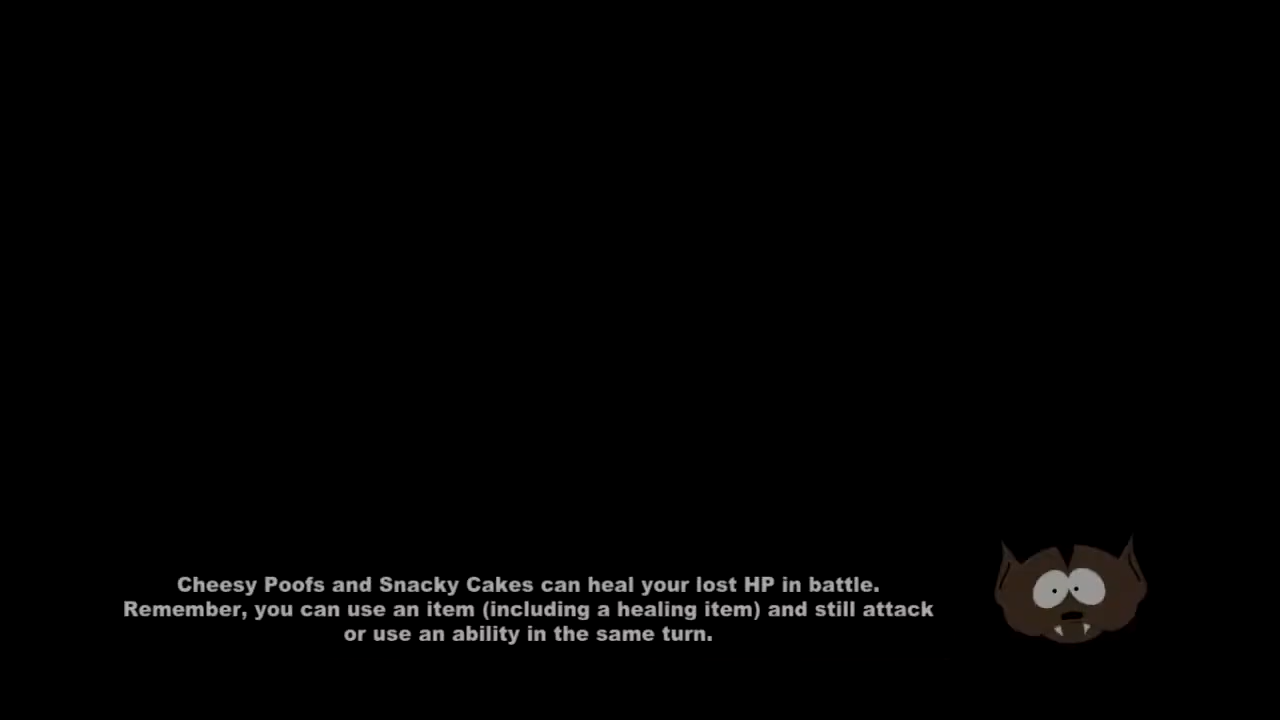 Cheesy Poofs and Snacky Cakes can heal your lost HP in battle.
Remember, you can use an item (including a healing item) and still attack
or use an ability in the same turn.